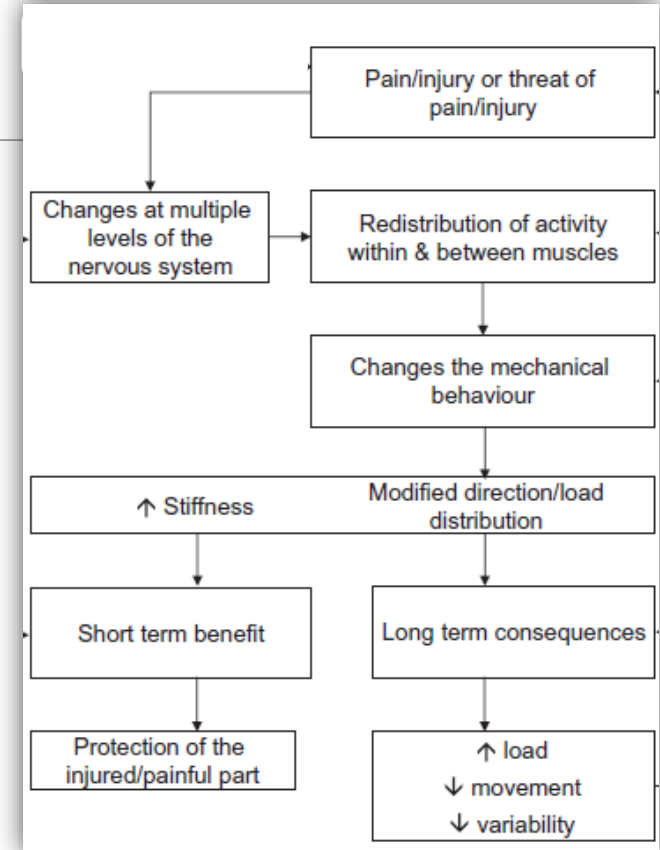 Pain/injury or threat of
pain/injury
Changes at multiple
levels of the
nervous system
Redistribution of activity
within & between muscles
Changes the mechanical
behaviour
↑ Stiffness
Modified direction/load
distribution
Short term benefit
Long term consequences
Protection of the
injured/painful part
↑ load
↓ movement
↓ variability